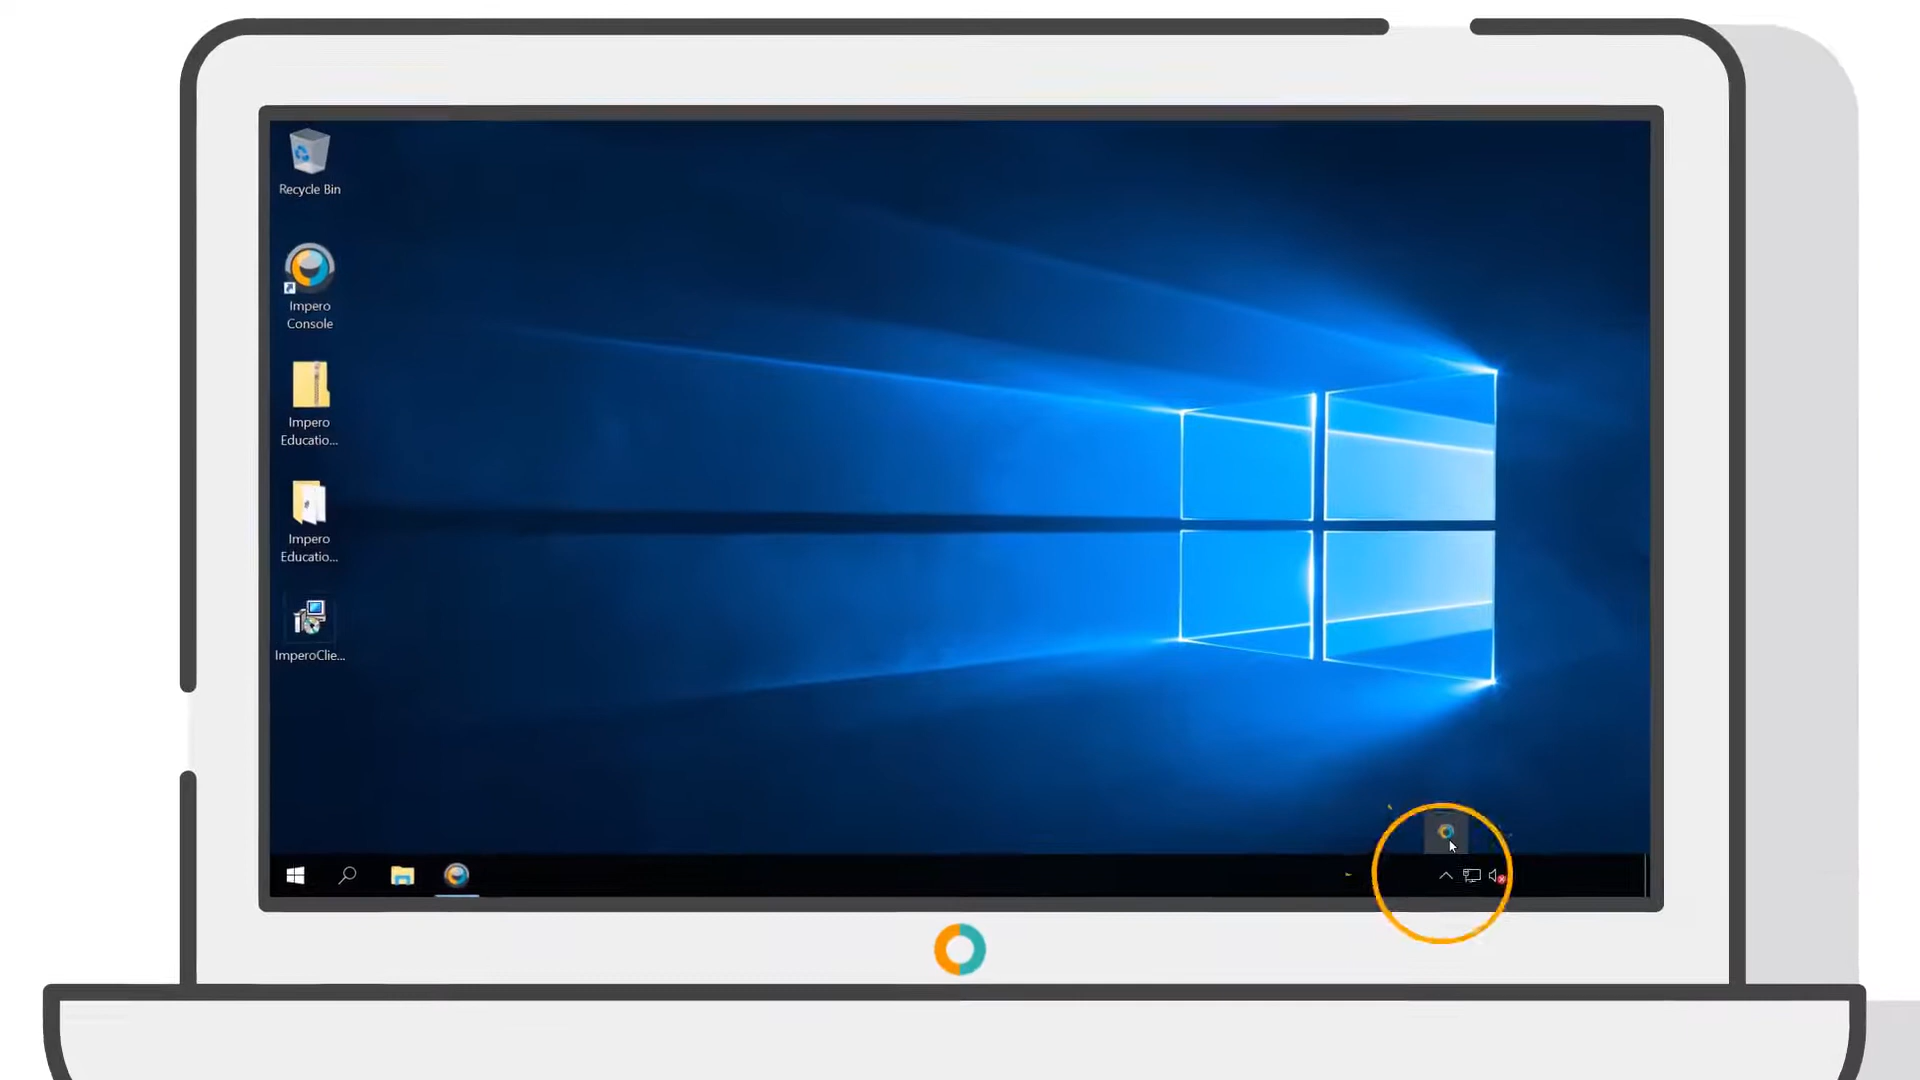 Recycle Bin
Impero
Console
Impero
Educatio...
Impero
Educatio...
ImperoClie...